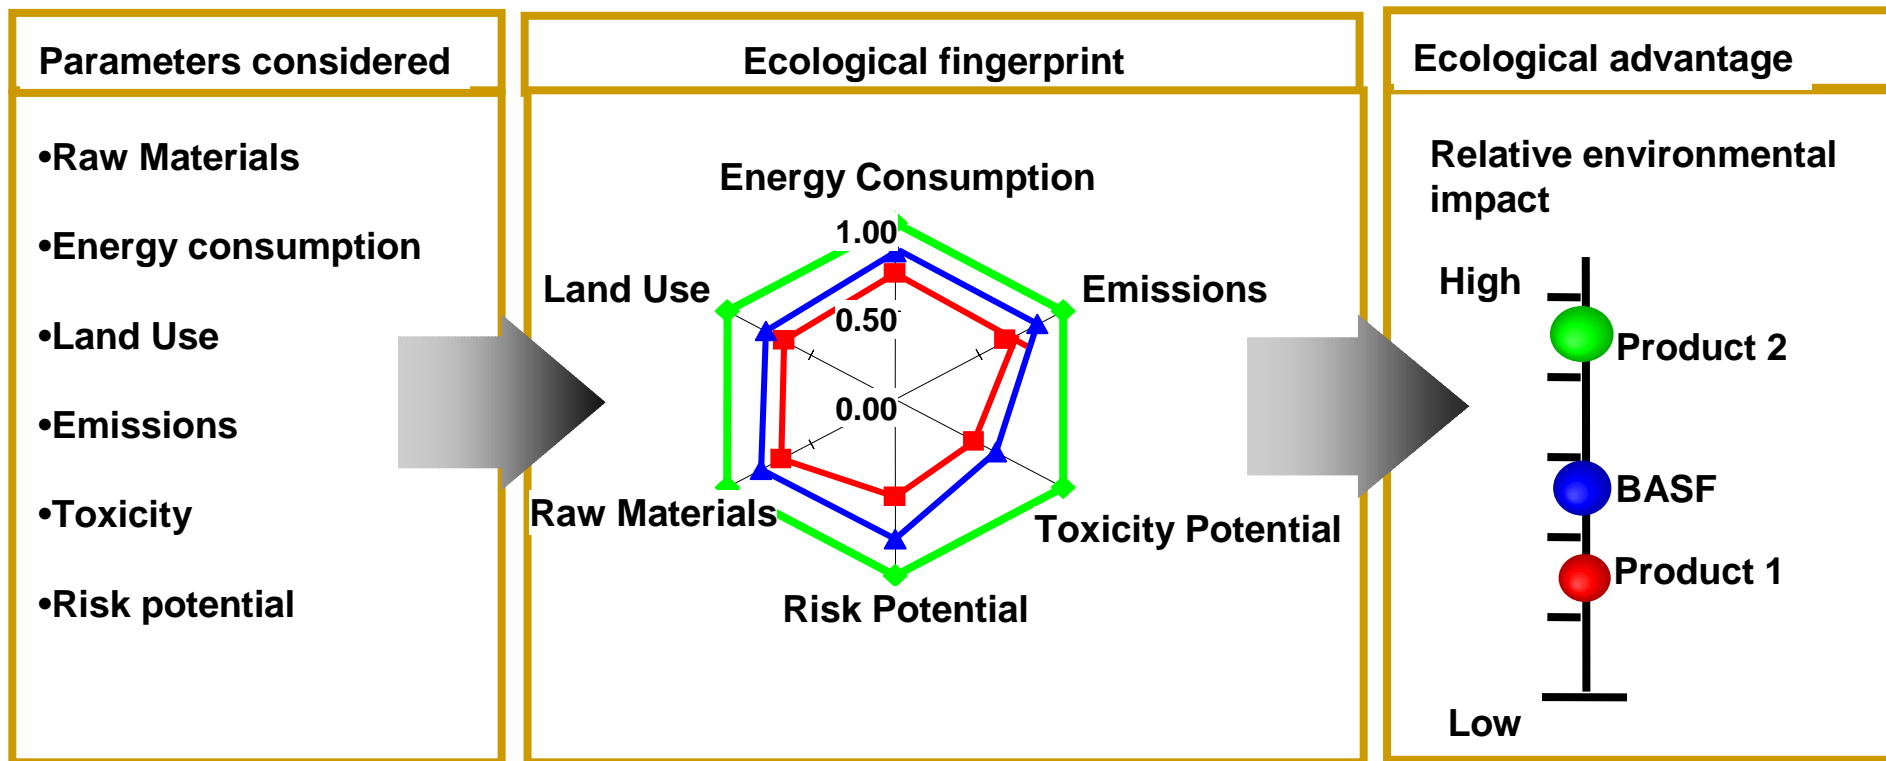 Parameters considered
•Raw Materials
•Energy consumption
•Land Use
•Emissions
•Toxicity
•Risk potential
Ecological fingerprint
Energy Consumption
1.00
Land Use
Emissions
0.50
0.00
Raw Materials
Toxicity Potential
Risk Potential
Ecological advantage
Relative environmental
impact
High
Product 2
BASF
Product 1
Low